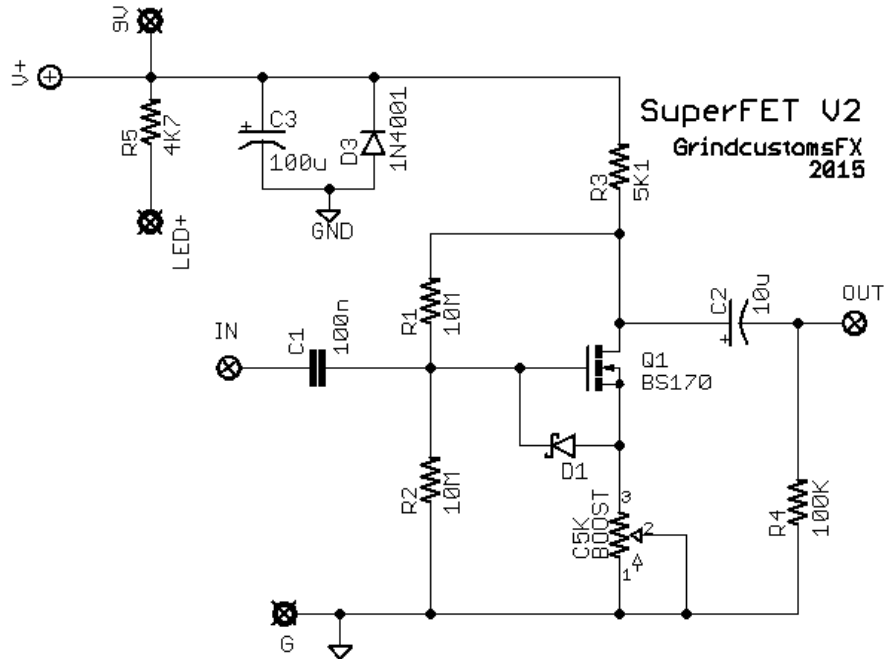 9V
V+
R5
4K7
C3
+
100u
D3
1N4001
GND
LED+
SuperFET V2
GrindcustomsFX
2015
R3
5K1
R1
10M
IN
C1
100n
C2
10u
+
OUT
Q1
BS170
D1
R2
10M
C5K
BOOST
3
2
1
R4
100K
G